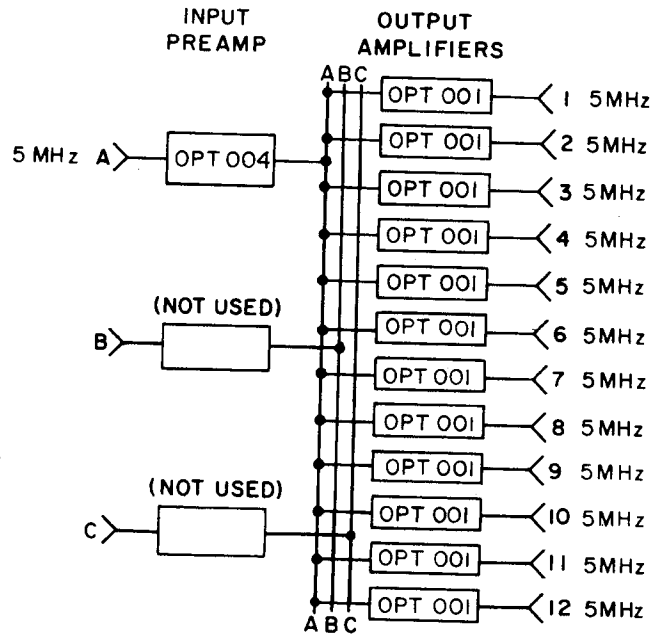 INPUT
PREAMP
OUTPUT
AMPLIFIERS
A B C
OPT 001 1 5MHz
OPT 001 2 5MHz
5 MHz A OPT 004
OPT 001 3 5MHz
OPT 001 4 5MHz
OPT 001 5 5MHz
(NOT USED)
B
OPT 001 6 5MHz
OPT 001 7 5MHz
OPT 001 8 5MHz
OPT 001 9 5MHz
(NOT USED)
C
OPT 001 10 5MHz
OPT 001 11 5MHz
OPT 001 12 5MHz
A B C